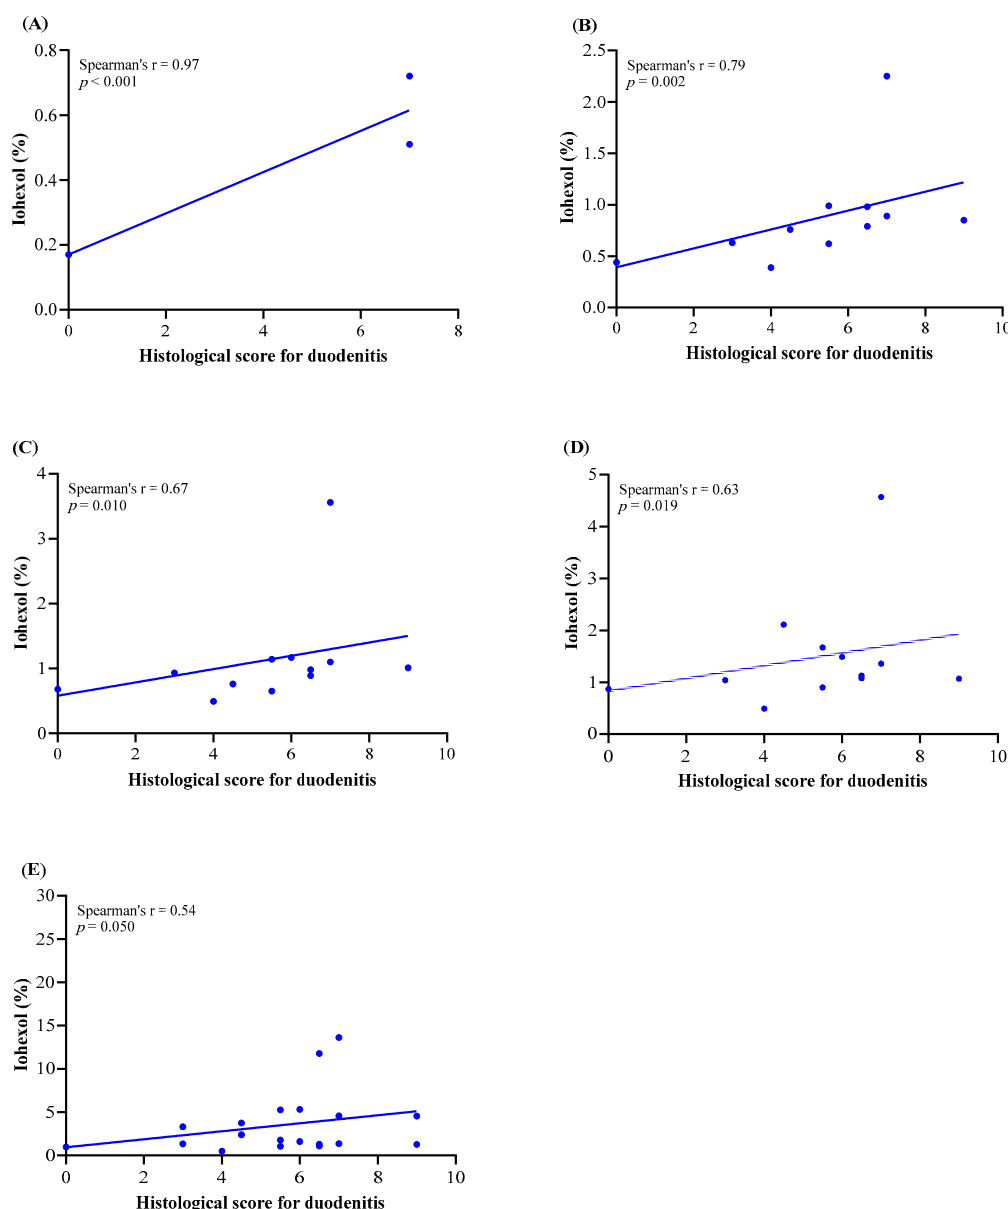 (A)
Spearman's r = 0.97
p < 0.001
0.8
0.6
0.4
0.2
0.0
Iohexol (%)
0 2 4 6 8
Histological score for duodenitis
(B)
Spearman's r = 0.79
p = 0.002
2.5
2.0
1.5
1.0
0.5
0.0
Iohexol (%)
0 2 4 6 8 10
Histological score for duodenitis
(C)
Spearman's r = 0.67
p = 0.010
4
3
2
1
0
Iohexol (%)
0 2 4 6 8 10
Histological score for duodenitis
(D)
Spearman's r = 0.63
p = 0.019
5
4
3
2
1
0
Iohexol (%)
0 2 4 6 8 10
Histological score for duodenitis
(E)
Spearman's r = 0.54
p = 0.050
30
25
20
15
10
5
0
Iohexol (%)
0 2 4 6 8 10
Histological score for duodenitis